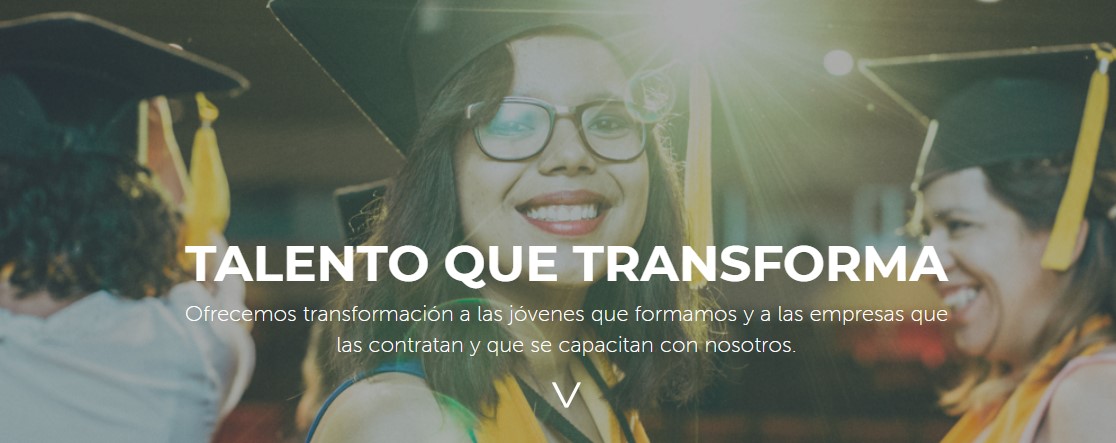 TALENTO QUE TRANSFORMA
Ofrecemos transformación a las jóvenes que formamos y a las empresas que
las contratan y que se capacitan con nosotros.